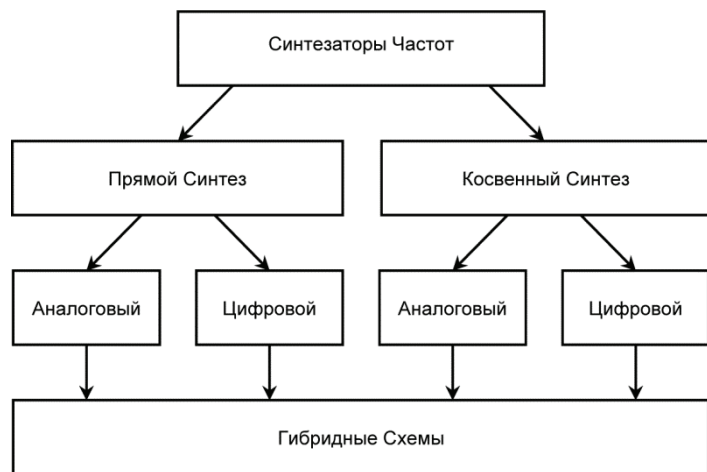 Синтезаторы Частот
Прямой Синтез
Косвенный Синтез
Аналоговый
Цифровой
Аналоговый
Цифровой
Гибридные Схемы